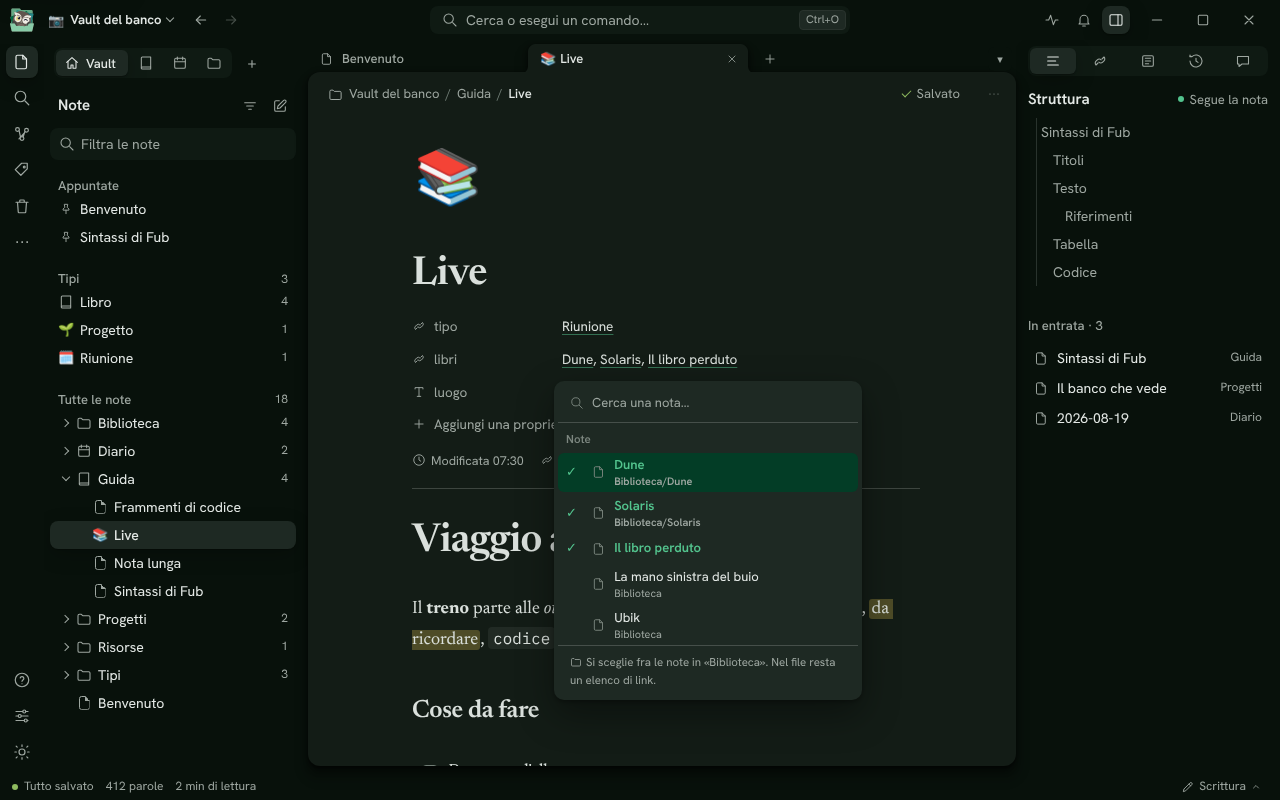 Vault del banco
Cerca o esegui un comando...
Ctrl+O
Vault
Benvenuto
Live
Note
Filtra le note
Appuntate
Benvenuto
Sintassi di Fub
Tipi 3
Libro 4
Progetto 1
Riunione 1
Tutte le note 18
Biblioteca 4
Diario 2
Guida 4
Frammenti di codice
Live
Nota lunga
Sintassi di Fub
Progetti 2
Risorse 1
Tipi 3
Benvenuto
Vault del banco / Guida / Live
Salvato
Live
tipo Riunione
libri Dune, Solaris, Il libro perduto
luogo
Aggiungi una proprie
Modificata 07:30
Viaggio
Il treno parte alle
, da
ricordare, codice
Cose da fare
Cerca una nota...
Note
Dune
Biblioteca/Dune
Solaris
Biblioteca/Solaris
Il libro perduto
La mano sinistra del buio
Biblioteca
Ubik
Biblioteca
Si sceglie fra le note in «Biblioteca». Nel file resta
un elenco di link.
Struttura
Segue la nota
Sintassi di Fub
Titoli
Testo
Riferimenti
Tabella
Codice
In entrata · 3
Sintassi di Fub Guida
Il banco che vede Progetti
2026-08-19 Diario
Tutto salvato 412 parole 2 min di lettura
Scrittura